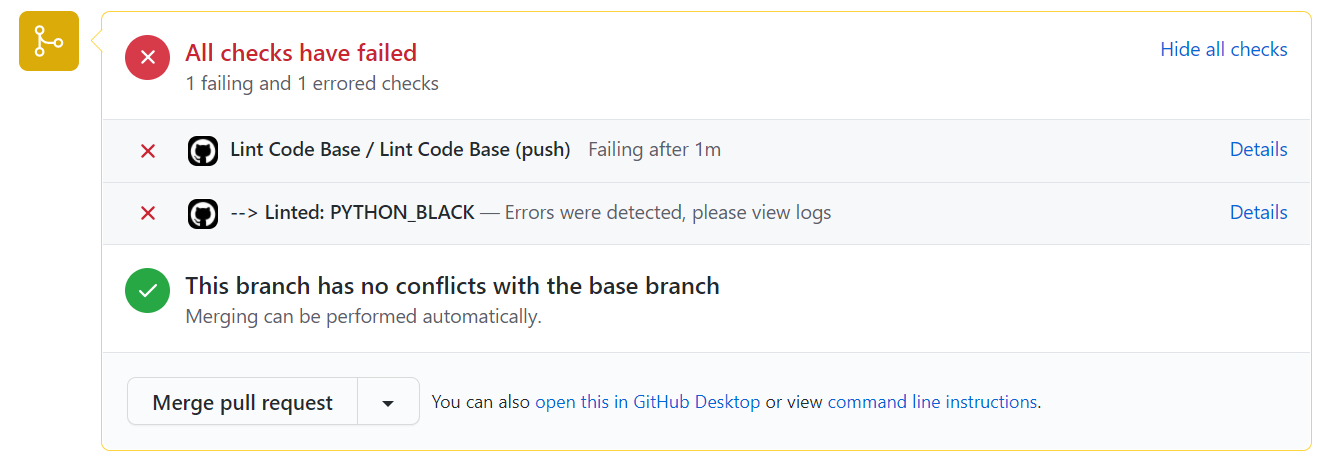 All checks have failed
Hide all checks
1 failing and 1 errored checks
Lint Code Base / Lint Code Base (push) Failing after 1m Details
--> Linted: PYTHON_BLACK — Errors were detected, please view logs Details
This branch has no conflicts with the base branch
Merging can be performed automatically.
Merge pull request You can also open this in GitHub Desktop or view command line instructions.